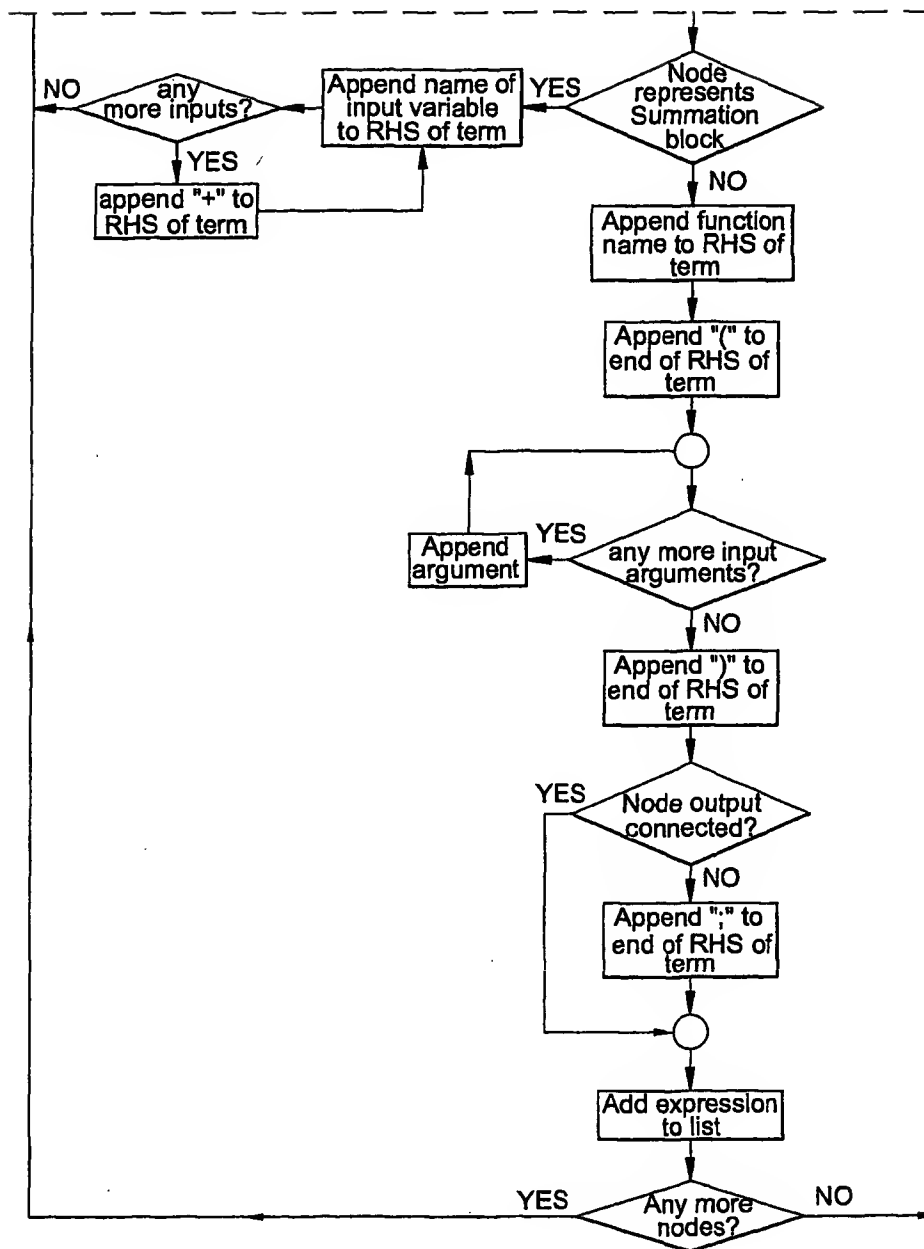 NO
any
more inputs?
YES
append "+" to
RHS of term
Append name of
input variable
to RHS of term
YES
Node
represents
Summation
block
NO
Append function
name to RHS of
term
Append "(" to
end of RHS of
term
Append
argument
YES
any more input
arguments?
NO
Append ")" to
end of RHS of
term
YES
Node output
connected?
NO
Append ";" to
end of RHS of
term
Add expression
to list
YES
Any more
nodes?
NO